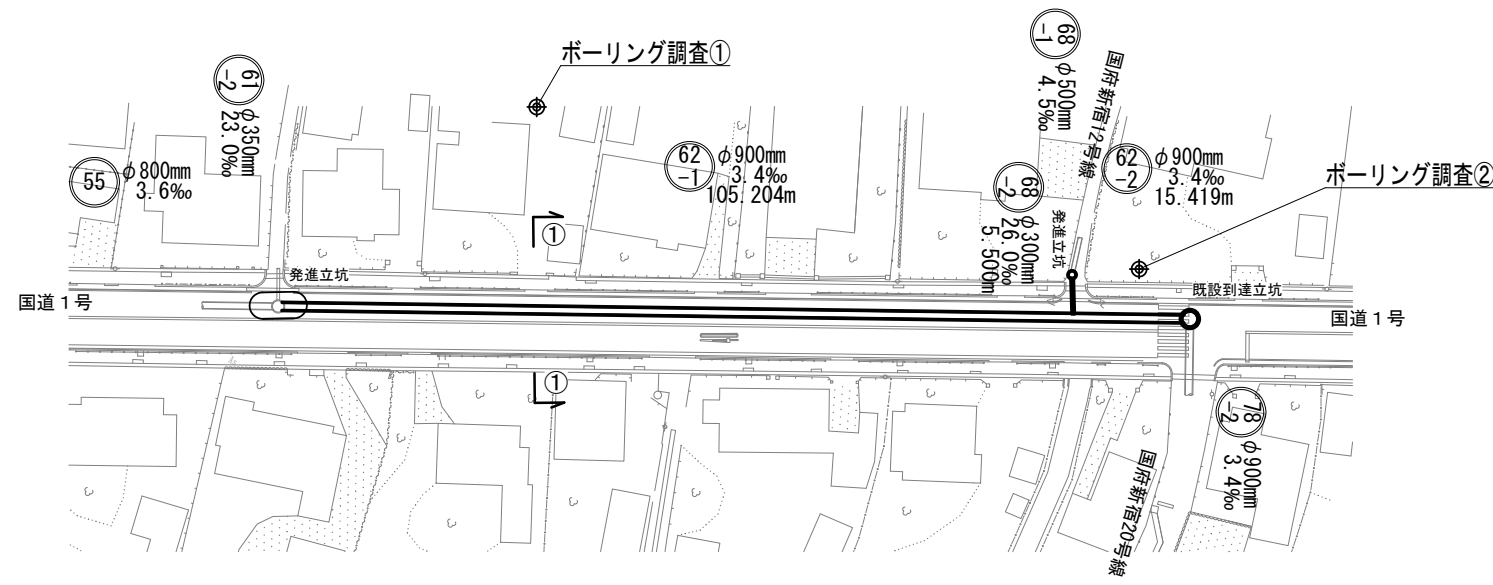 ボーリング調査①
61
-2
φ350mm
23.0‰
55
φ800mm
3.6‰
62
-1
φ900mm
3.4‰
105.204m
68
-1
φ500mm
4.5‰
国府新宿12号線
62
-2
φ900mm
3.4‰
15.419m
ボーリング調査②
68
-2
φ300mm
26.0‰
5.500m
発進立坑
①
発進立坑
既設到達立坑
国道1号
国道1号
①
78
-2
φ900mm
3.4‰
国府新宿20号線